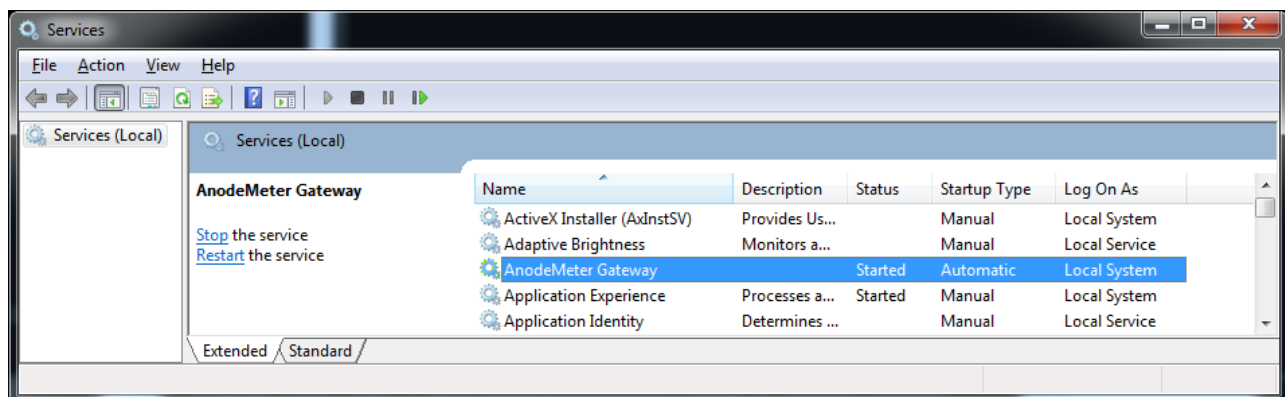 Services
File Action View Help
Services (Local)
Services (Local)
AnodeMeter Gateway
Stop the service
Restart the service
Name Description Status Startup Type Log On As
ActiveX Installer (AxInstSV) Provides Us... Manual Local System
Adaptive Brightness Monitors a... Manual Local Service
AnodeMeter Gateway Started Automatic Local System
Application Experience Processes a... Started Manual Local System
Application Identity Determines ... Manual Local Service
Extended Standard